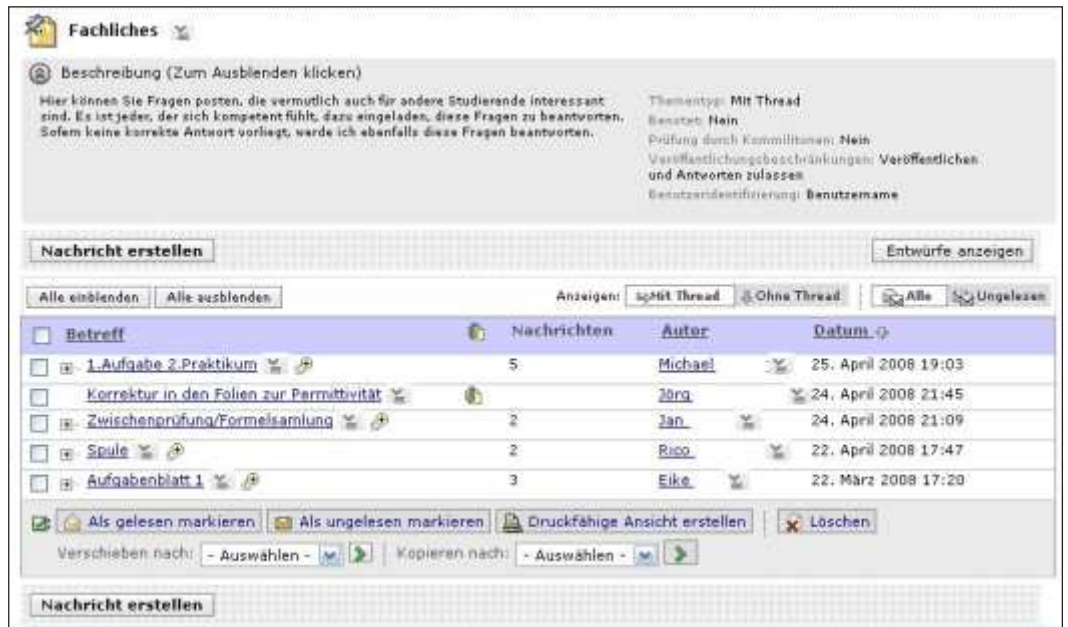 Fachliches
Beschreibung (Zum Ausblenden klicken)
Hier können Sie Fragen posten, die vermutlich auch für andere Studierende interessant
sind. Es ist jeder, der sich kompetent fühlt, dazu eingeladen, diese Fragen zu beantworten.
Sofern keine korrekte Antwort vorliegt, werde ich ebenfalls diese Fragen beantworten.
Thementyp: Mit Thread
Benotet: Nein
Prüfung durch Kommilitonen: Nein
Veröffentlichungsbeschränkungen: Veröffentlichen
und Antworten zulassen
Benutzeridentifizierung: Benutzername
Nachricht erstellen Entwürfe anzeigen
Alle einblenden Alle ausblenden Anzeigen: Mit Thread Ohne Thread Alle Ungelesen
Betreff Nachrichten Autor Datum
1.Aufgabe 2.Praktikum 5 Michael 25. April 2008 19:03
Korrektur in den Folien zur Permittivität Jörg 24. April 2008 21:45
Zwischenprüfung/Formelsamlung 2 Jan 24. April 2008 21:09
Spule 2 Rico 22. April 2008 17:47
Aufgabenblatt 1 3 Eike 22. März 2008 17:20
Als gelesen markieren Als ungelesen markieren Druckfähige Ansicht erstellen Löschen
Verschieben nach: - Auswählen - Kopieren nach: - Auswählen -
Nachricht erstellen